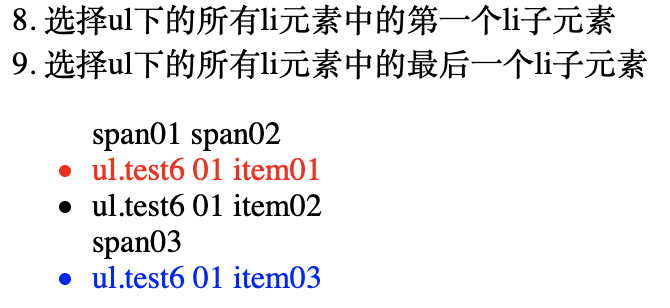 8. 选择ul下的所有li元素中的第一个li子元素
9. 选择ul下的所有li元素中的最后一个li子元素
span01 span02
ul.test6 01 item01
ul.test6 01 item02
span03
ul.test6 01 item03